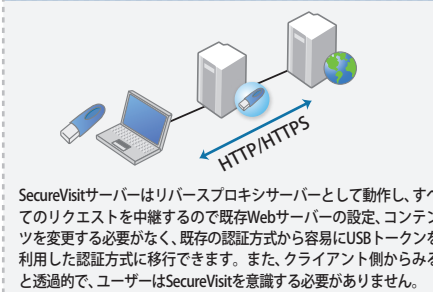 HTTP/HTTPS
SecureVisitサーバーはリバースプロキシサーバーとして動作し、すべ
てのリクエストを中継するので既存Webサーバーの設定、コンテン
ツを変更する必要がなく、既存の認証方式から容易にUSBトークンを
利用した認証方式に移行できます。また、クライアント側からみる
と透過的で、ユーザーはSecureVisitを意識する必要がありません。